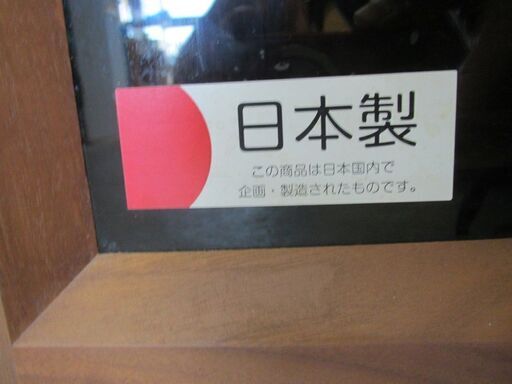 日本製
この商品は日本国内で
企画・製造されたものです。